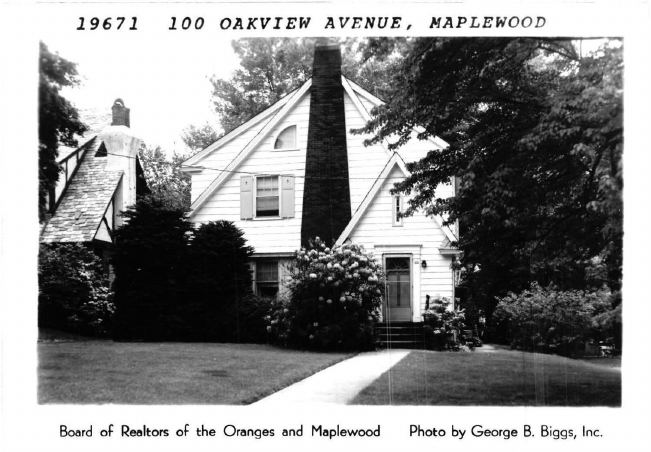 19671 100 OAKVIEW AVENUE, MAPLEWOOD
Board of Realtors of the Oranges and Maplewood Photo by George B. Biggs, Inc.